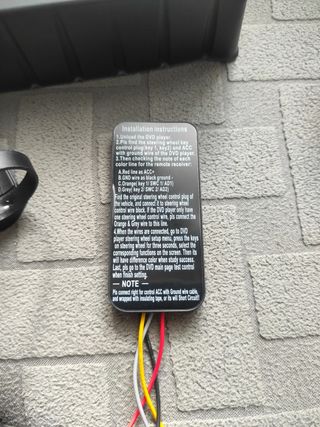 Installation instructions
1.Unload the DVD player.
2.Pls find the steering wheel key
control plug(key 1, key2) and ACC
with ground wire of the DVD player.
3.Then checking the note of each
color line for the remote receiver:
A.Red line as ACC+
B.GND wire as black ground -
C.Orange( key 1/ SWC 1/ AD1)
D.Grey( key 2/ SWC 2/ AD2)
Find the original steering wheel control plug of
the vehicle, and connect it to steering wheel
control wire block. If the DVD player only have
one steering wheel control wire, pls connect the
Orange & Grey wire to this line.
4.When the wires are connected, go to DVD
player steering wheel setup menu, press the keys
on steering wheel for three seconds, select the
corresponding functions on the screen. Then its
will have difference color when study success.
Last, pls go to the DVD main page test control
when finish setting.
— NOTE —
Pls connect right for control ACC with Ground wire cable,
and wrapped with insulating tape, or its will Short Circuit!!